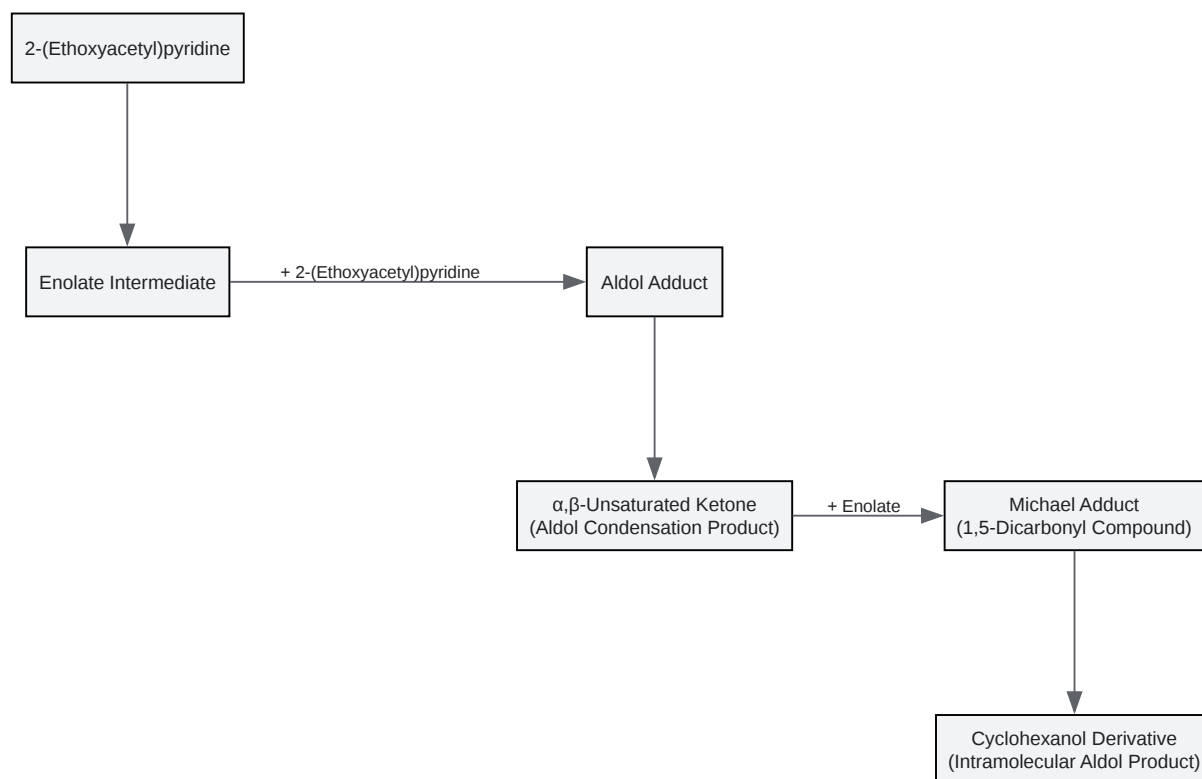 2-(Ethoxyacetyl)pyridine
Enolate Intermediate
+ 2-(Ethoxyacetyl)pyridine
Aldol Adduct
α,β-Unsaturated Ketone
(Aldol Condensation Product)
+ Enolate
Michael Adduct
(1,5-Dicarbonyl Compound)
Cyclohexanol Derivative
(Intramolecular Aldol Product)